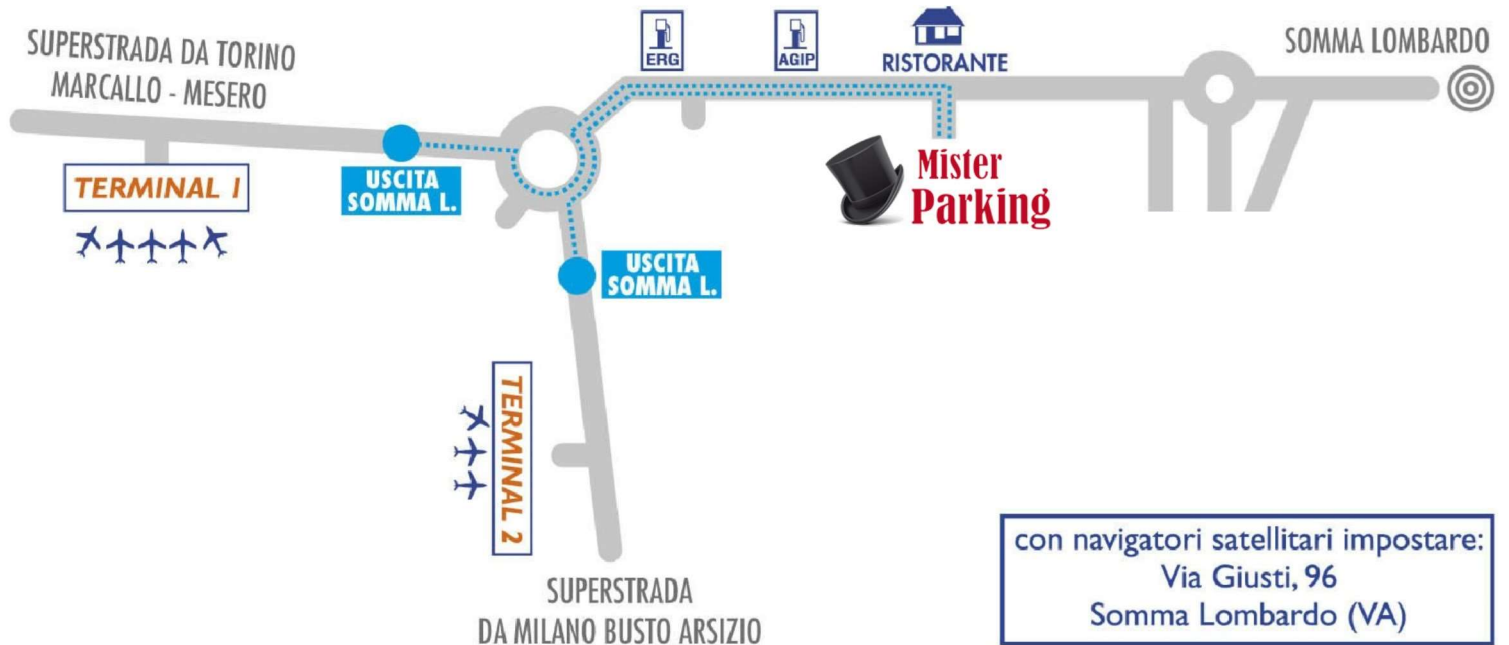 SUPERSTRADA DA TORINO
MARCALLO - MESERO
ERG
AGIP
RISTORANTE
SOMMA LOMBARDO
TERMINAL 1
USCITA
SOMMA L.
Mister
Parking
USCITA
SOMMA L.
TERMINAL 2
SUPERSTRADA
DA MILANO BUSTO ARSIZIO
con navigatori satellitari impostare:
Via Giusti, 96
Somma Lombardo (VA)